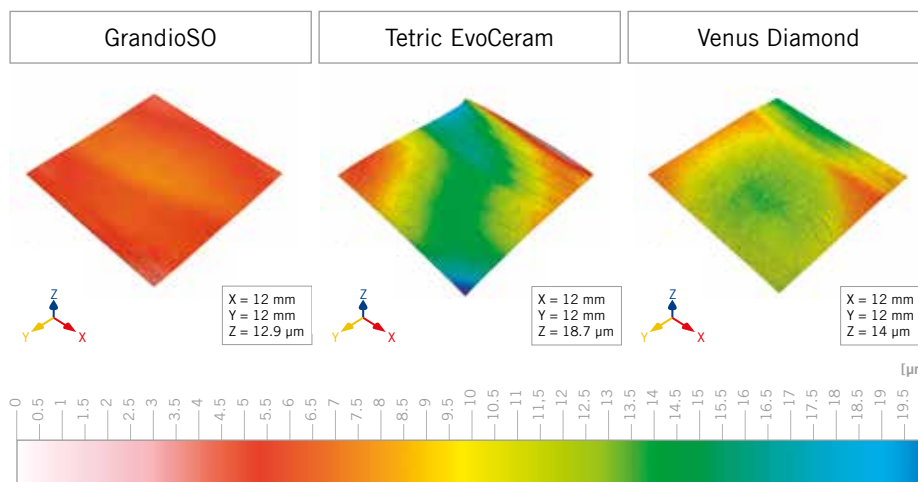 GrandioSO
Tetric EvoCeram
Venus Diamond
Z
Y
X
X = 12 mm
Y = 12 mm
Z = 12.9 µm
Z
Y
X
X = 12 mm
Y = 12 mm
Z = 18.7 µm
Z
Y
X
X = 12 mm
Y = 12 mm
Z = 14 µm
[µm
0
0.5
1
1.5
2
2.5
3
3.5
4
4.5
5
5.5
6
6.5
7
7.5
8
8.5
9
9.5
10
10.5
11
11.5
12
12.5
13
13.5
14
14.5
15
15.5
16
16.5
17
17.5
18
18.5
19
19.5